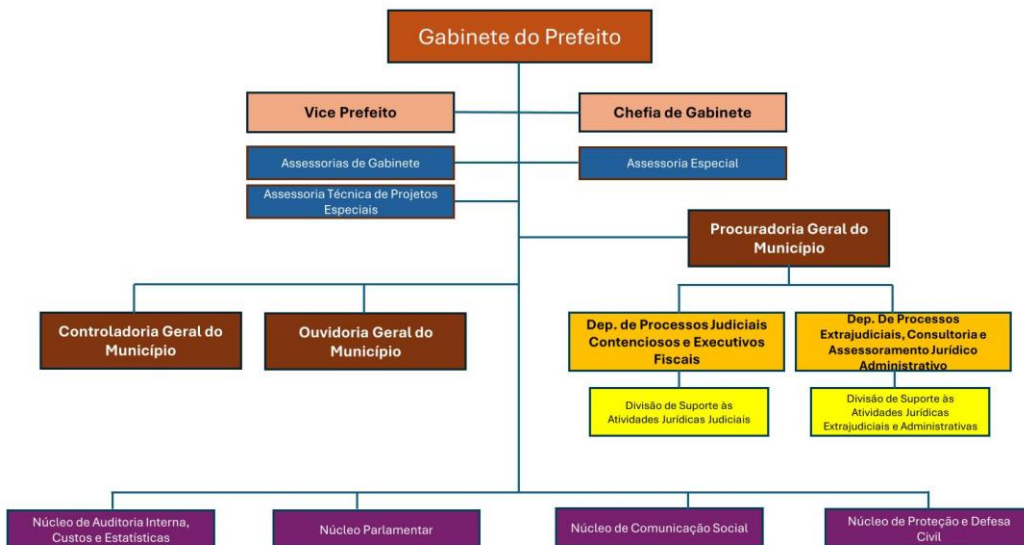 Gabinete do Prefeito
Vice Prefeito
Chefia de Gabinete
Assessorias de Gabinete
Assessoria Especial
Assessoria Técnica de Projetos
Especiais
Procuradoria Geral do
Município
Controladoria Geral do
Município
Ouvidoria Geral do
Município
Dep. de Processos Judiciais
Contenciosos e Executivos
Fiscais
Dep. De Processos
Extrajudiciais, Consultoria e
Assessoramento Jurídico
Administrativo
Divisão de Suporte às
Atividades Jurídicas Judiciais
Divisão de Suporte às
Atividades Jurídicas
Extrajudiciais e Administrativas
Núcleo de Auditoria Interna,
Custos e Estatísticas
Núcleo Parlamentar
Núcleo de Comunicação Social
Núcleo de Proteção e Defesa
Civil